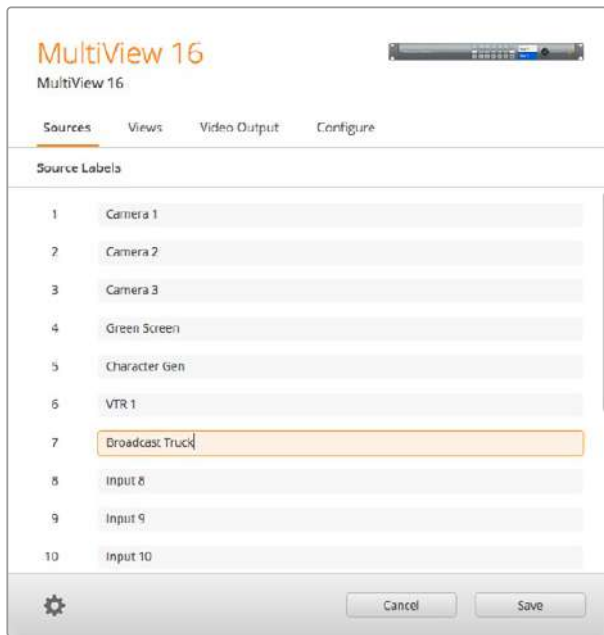 MultiView 16
MultiView 16
Sources Views Video Output Configure
Source Labels
1 Camera 1
2 Camera 2
3 Camera 3
4 Green Screen
5 Character Gen
6 VTR 1
7 Broadcast Truck
8 Input 8
9 Input 9
10 Input 10
Cancel Save